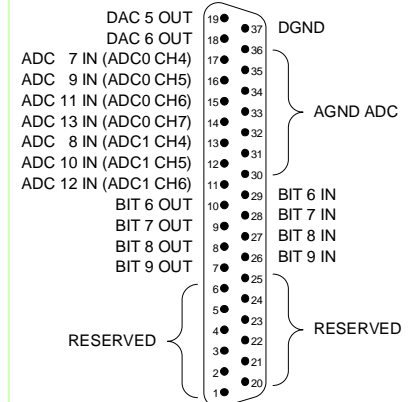 DAC 5 OUT 19
37 DGND
DAC 6 OUT 18
36
ADC 7 IN (ADC0 CH4) 17
35
ADC 9 IN (ADC0 CH5) 16
34
ADC 11 IN (ADC0 CH6) 15
33 AGND ADC
ADC 13 IN (ADC0 CH7) 14
32
ADC 8 IN (ADC1 CH4) 13
31
ADC 10 IN (ADC1 CH5) 12
30
ADC 12 IN (ADC1 CH6) 11
29 BIT 6 IN
BIT 6 OUT 10
28 BIT 7 IN
BIT 7 OUT 9
27 BIT 8 IN
BIT 8 OUT 8
26 BIT 9 IN
BIT 9 OUT 7
25
6
24
5
23
RESERVED 4
22 RESERVED
3
21
2
20
1